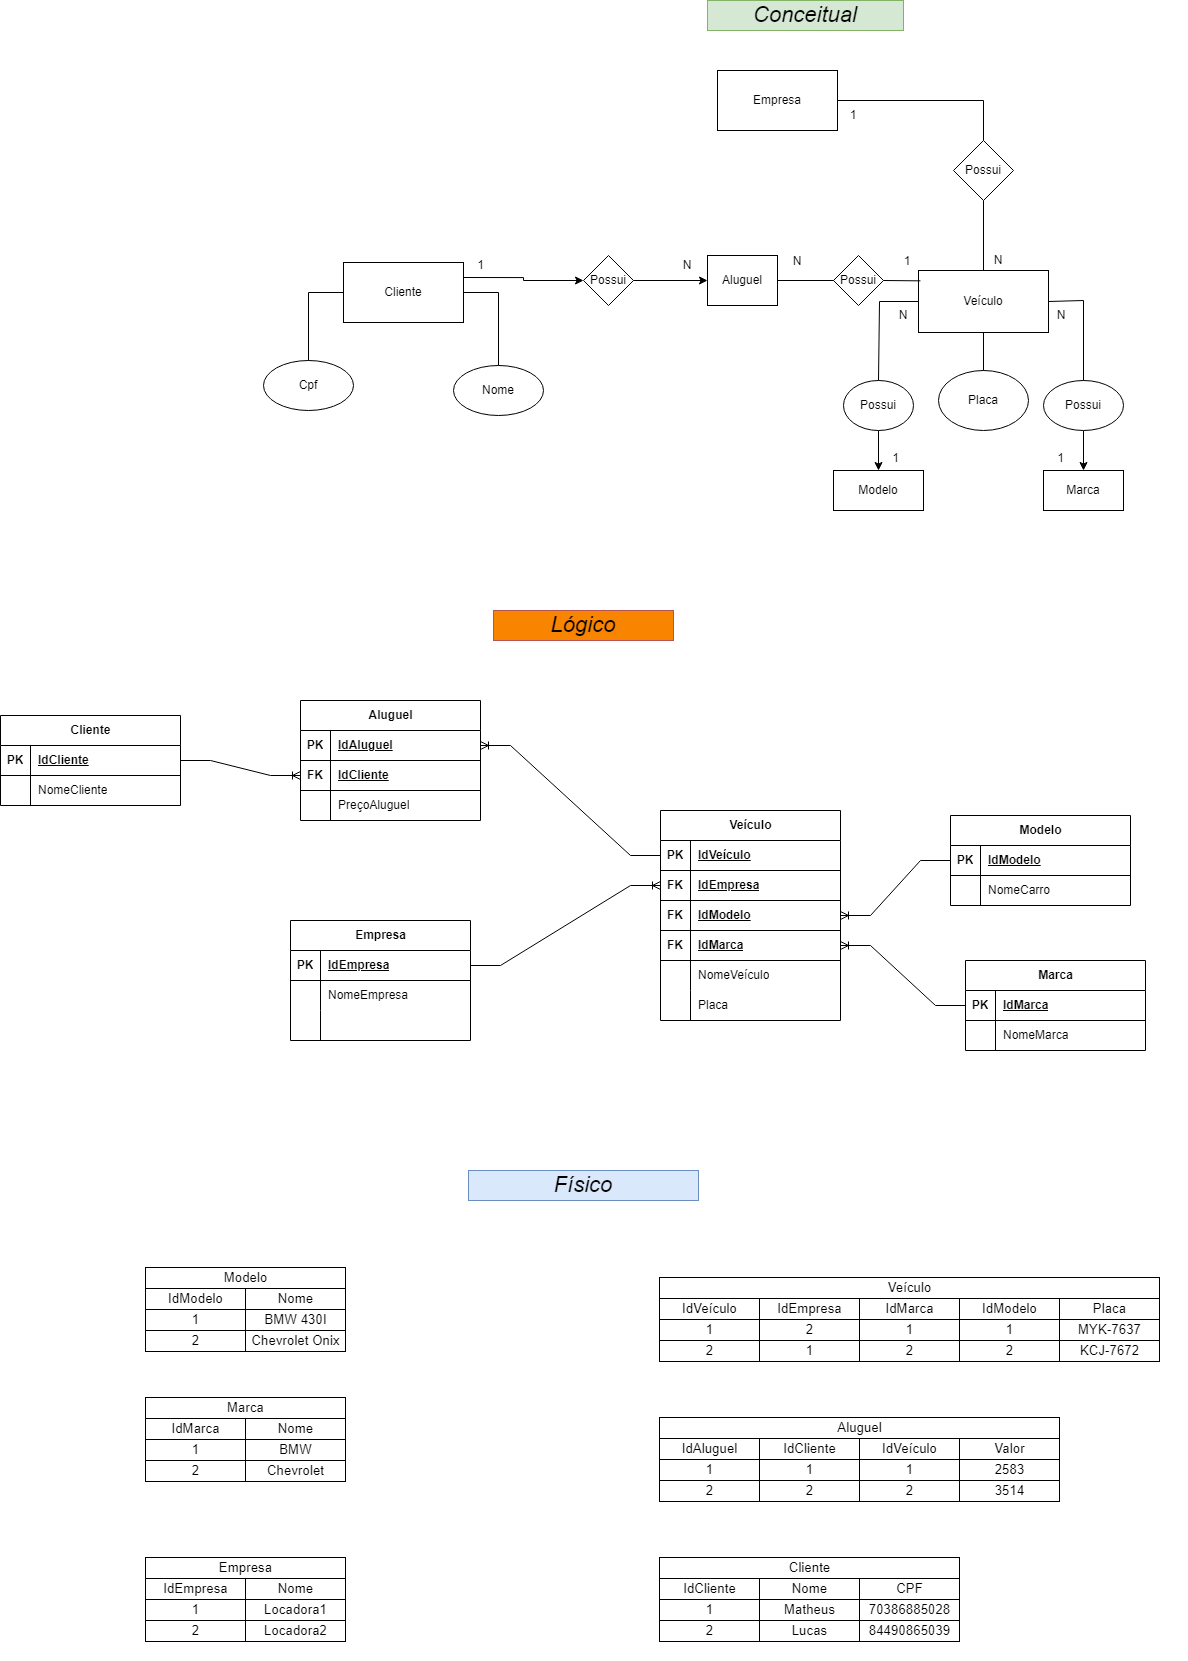 Conceitual
Empresa
1
Possui
N
Cliente
1
Possui
N
Aluguel
N
Possui
1
Veículo
N
N
Cpf
Nome
Possui
Placa
Possui
1
1
Modelo
Marca
Lógico
Cliente
PK IdCliente
NomeCliente
Aluguel
PK IdAluguel
FK IdCliente
PreçoAluguel
Veículo
PK IdVeículo
FK IdEmpresa
FK IdModelo
FK IdMarca
NomeVeículo
Placa
Modelo
PK IdModelo
NomeCarro
Empresa
PK IdEmpresa
NomeEmpresa
Marca
PK IdMarca
NomeMarca
Físico
Modelo
IdModelo Nome
1 BMW 430I
2 Chevrolet Onix
Veículo
IdVeículo IdEmpresa IdMarca IdModelo Placa
1 2 1 1 MYK-7637
2 1 2 2 KCJ-7672
Marca
IdMarca Nome
1 BMW
2 Chevrolet
Aluguel
IdAluguel IdCliente IdVeículo Valor
1 1 1 2583
2 2 2 3514
Empresa
IdEmpresa Nome
1 Locadora1
2 Locadora2
Cliente
IdCliente Nome CPF
1 Matheus 70386885028
2 Lucas 84490865039